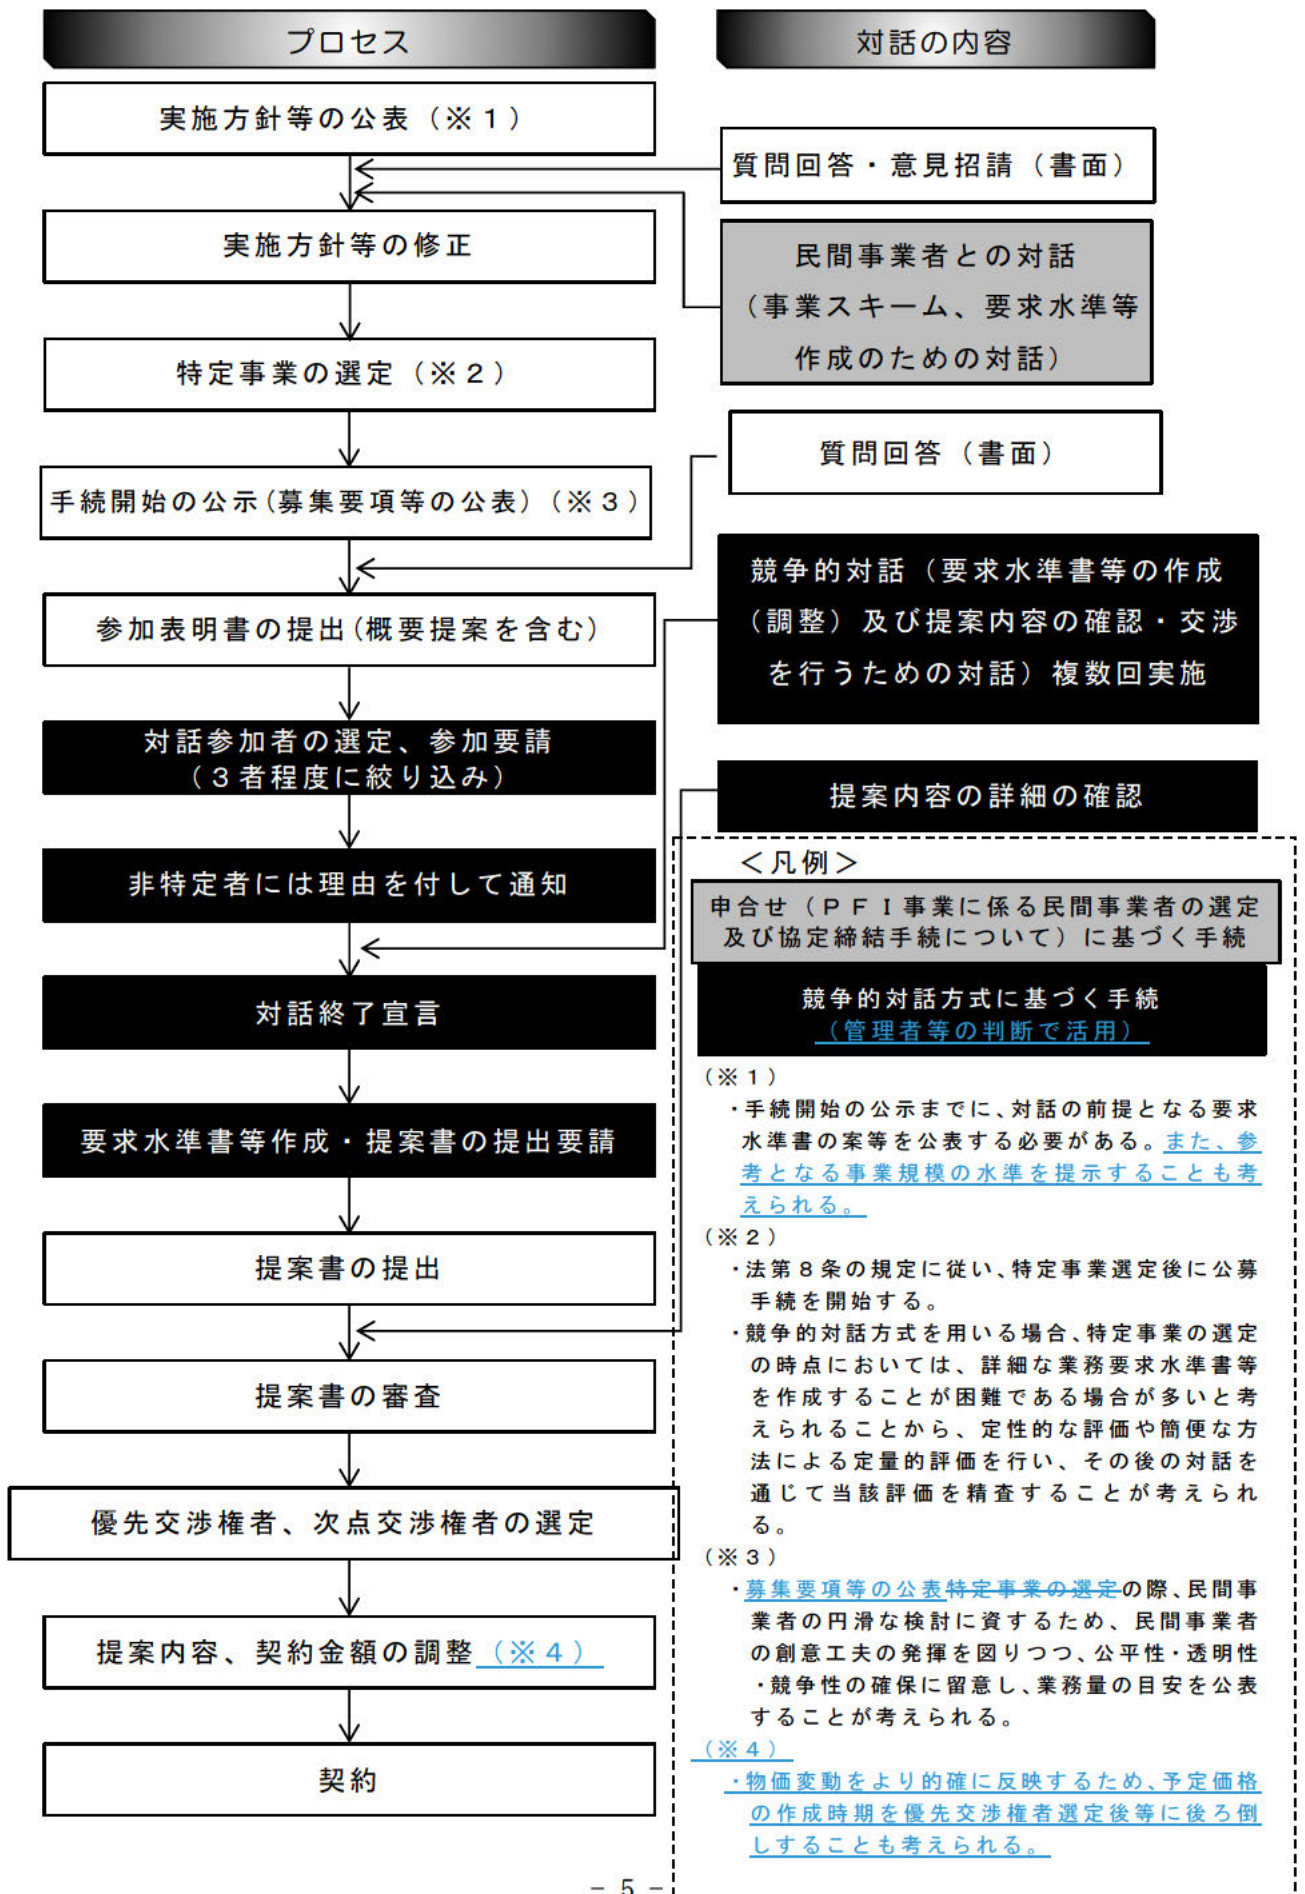 プロセス
実施方針等の公表（※１）
実施方針等の修正
特定事業の選定（※２）
手続開始の公示(募集要項等の公表)（※３）
参加表明書の提出(概要提案を含む)
対話参加者の選定、参加要請
（３者程度に絞り込み）
非特定者には理由を付して通知
対話終了宣言
要求水準書等作成・提案書の提出要請
提案書の提出
提案書の審査
優先交渉権者、次点交渉権者の選定
提案内容、契約金額の調整（※４）
契約
対話の内容
質問回答・意見招請（書面）
民間事業者との対話
（事業スキーム、要求水準等
作成のための対話）
質問回答（書面）
競争的対話（要求水準書等の作成
（調整）及び提案内容の確認・交渉
を行うための対話）複数回実施
提案内容の詳細の確認
＜凡例＞
申合せ（ＰＦＩ事業に係る民間事業者の選定
及び協定締結手続について）に基づく手続
競争的対話方式に基づく手続
（管理者等の判断で活用）
（※１）
・手続開始の公示までに、対話の前提となる要求
水準書の案等を公表する必要がある。また、参
考となる事業規模の水準を提示することも考
えられる。
（※２）
・法第８条の規定に従い、特定事業選定後に公募
手続を開始する。
・競争的対話方式を用いる場合、特定事業の選定
の時点においては、詳細な業務要求水準書等
を作成することが困難である場合が多いと考
えられることから、定性的な評価や簡便な方
法による定量的評価を行い、その後の対話を
通じて当該評価を精査することが考えられ
る。
（※３）
・募集要項等の公表特定事業の選定の際、民間事
業者の円滑な検討に資するため、民間事業者
の創意工夫の発揮を図りつつ、公平性・透明性
・競争性の確保に留意し、業務量の目安を公表
することが考えられる。
（※４）
・物価変動をより的確に反映するため、予定価格
の作成時期を優先交渉権者選定後等に後ろ倒
しすることも考えられる。
- 5 -